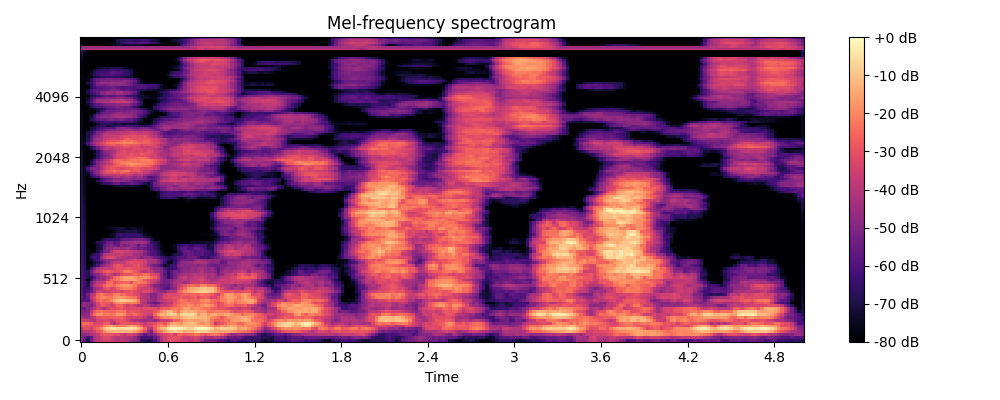 Mel-frequency spectrogram
+0 dB
-10 dB
-20 dB
-30 dB
-40 dB
-50 dB
-60 dB
-70 dB
-80 dB
4096
2048
1024
512
0
Hz
0 0.6 1.2 1.8 2.4 3 3.6 4.2 4.8
Time